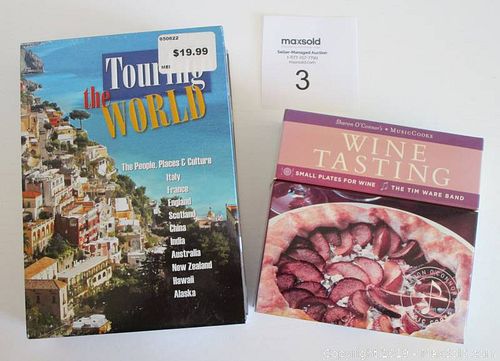 650822
$19.99
MEI
Touring
the
WORLD
The People, Places & Culture
Italy
France
England
Scotland
China
India
Australia
New Zealand
Hawaii
Alaska
maxsold
Seller-Managed Auction
maxsold.com
3
Sharon O'Connor's MusicCooks
WINE
TASTING
SMALL PLATES FOR WINE THE TIM WARE BAND